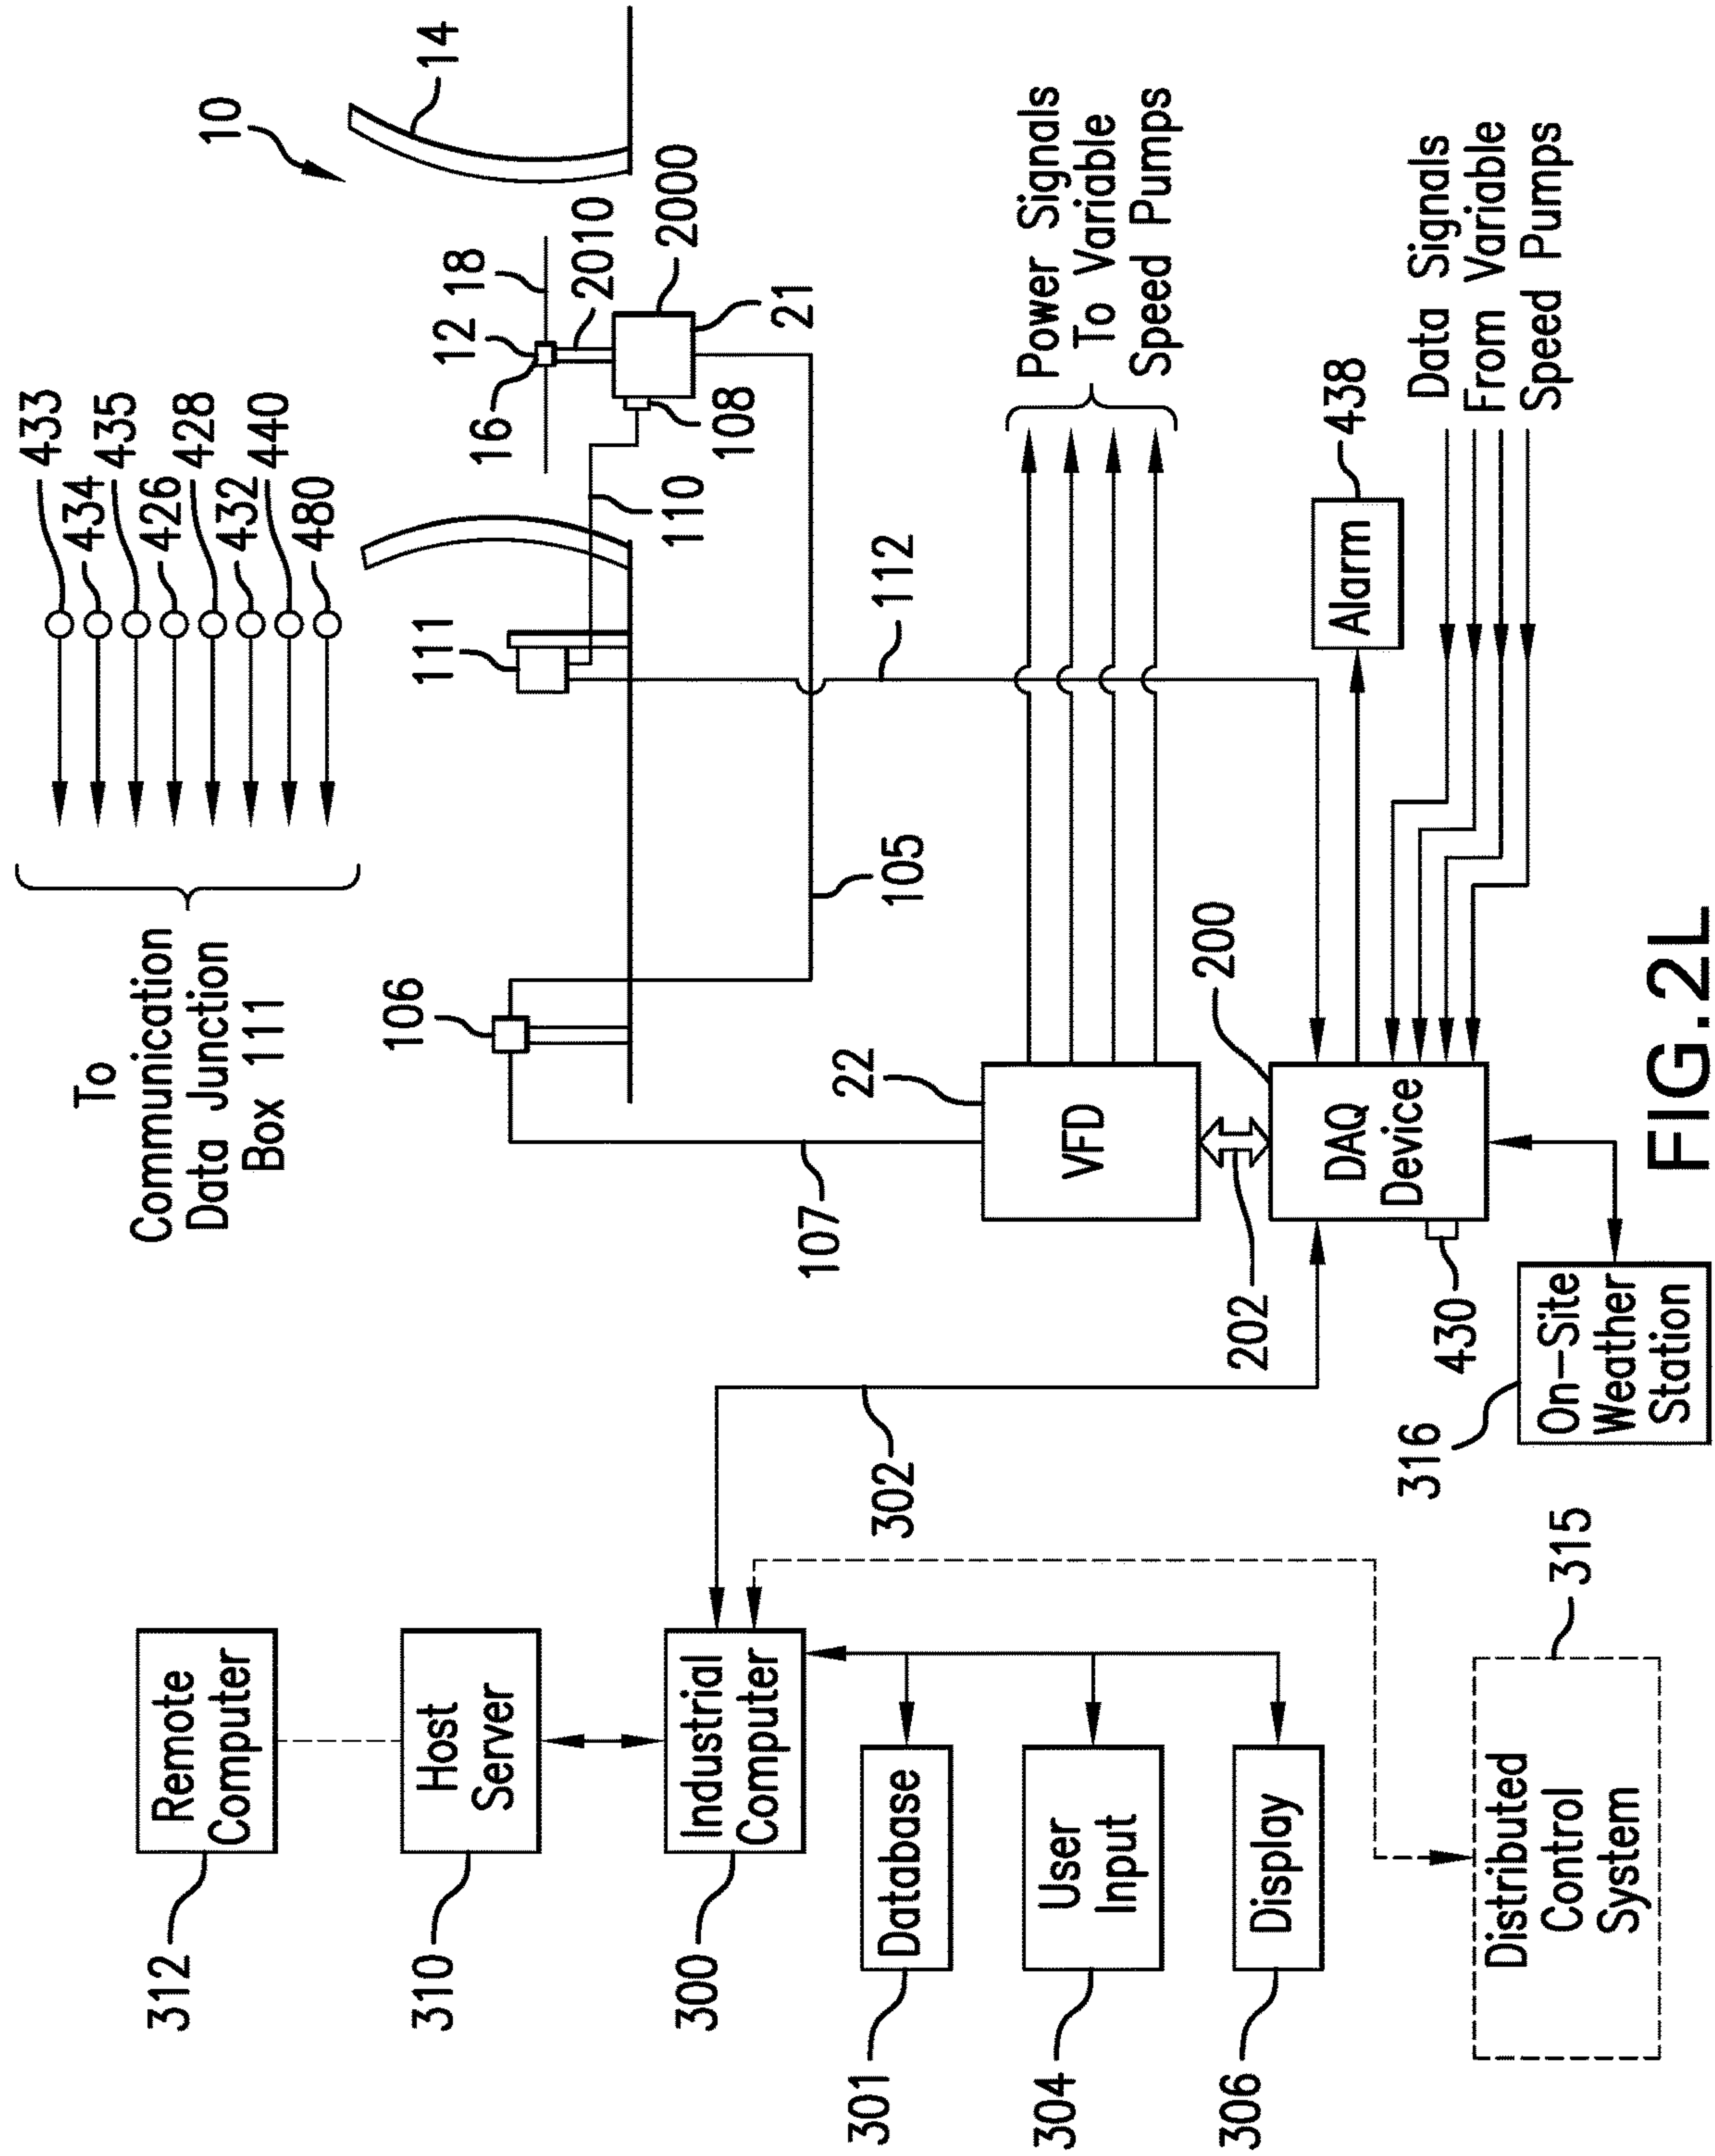 10
14
433
434
435
426
428
432
440
480
To
Communication
Data Junction
Box 111
12
18
16
2010
2000
21
108
110
111
112
106
105
107
22
VFD
Power Signals
To Variable
Speed Pumps
202
200
DAQ
Device
430
438
Alarm
Data Signals
From Variable
Speed Pumps
316
On-Site
Weather
Station
302
312
Remote
Computer
310
Host
Server
300
Industrial
Computer
301
Database
304
User
Input
306
Display
315
Distributed
Control
System
FIG.2L